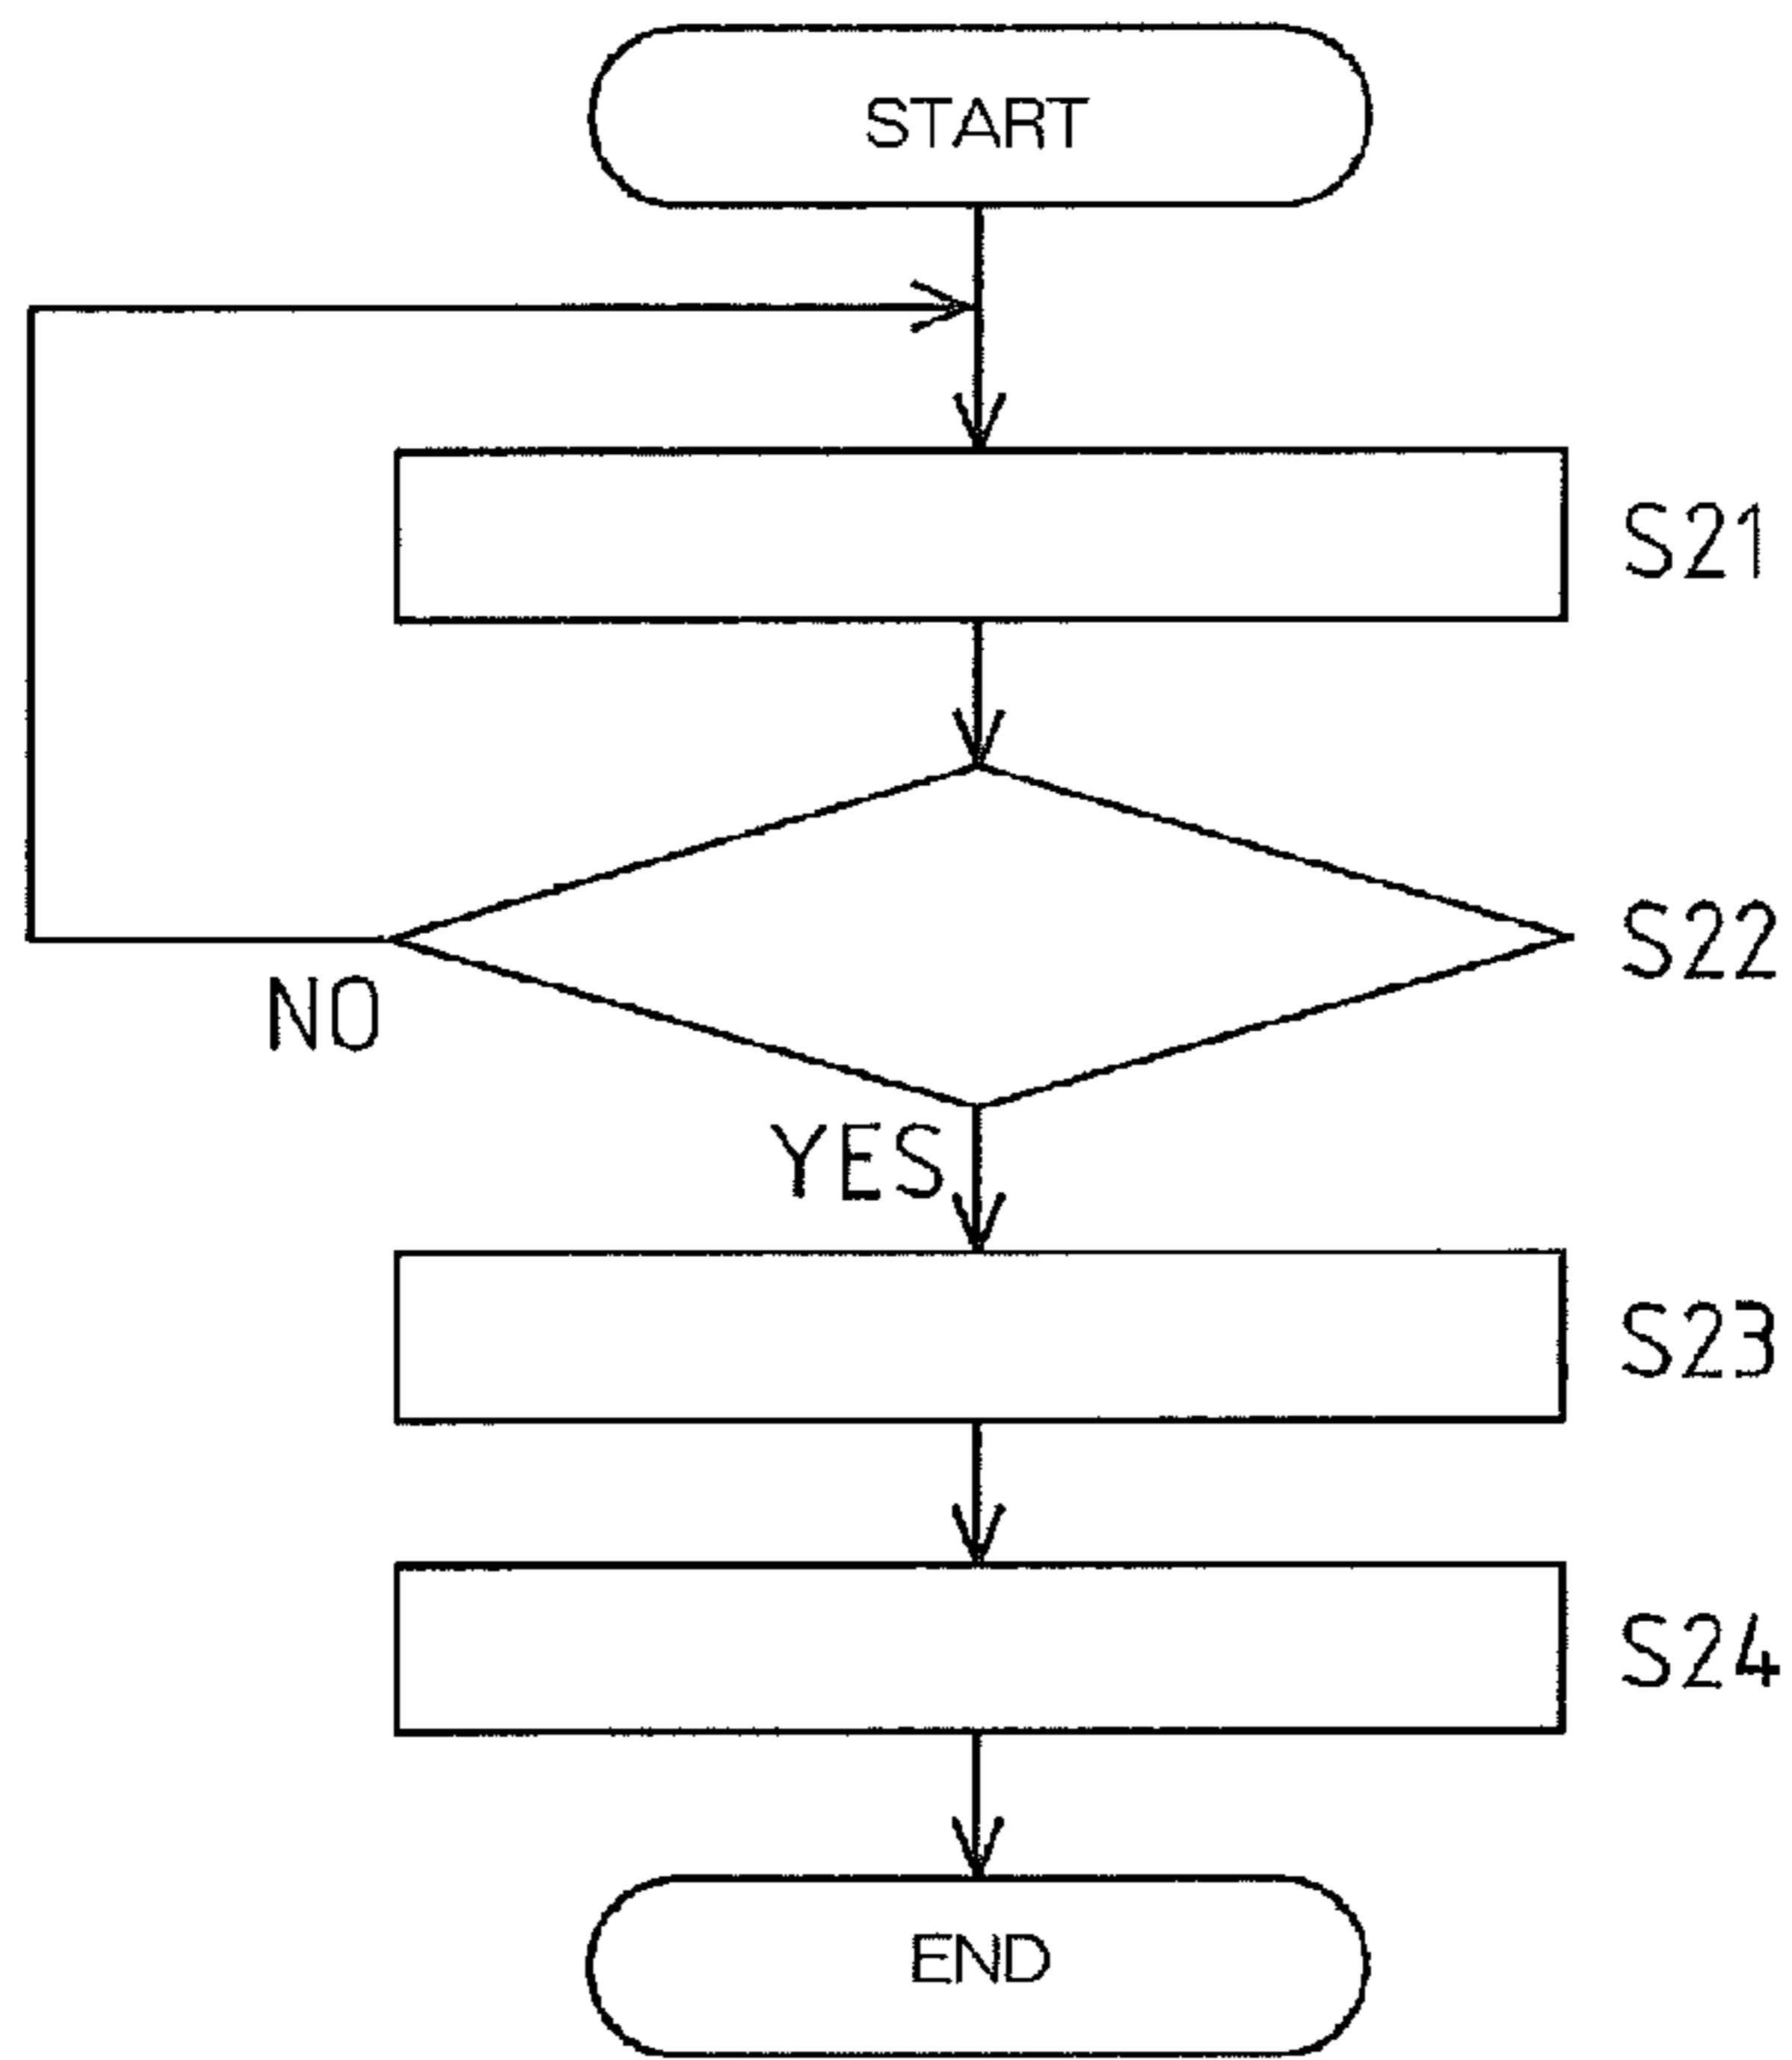 START
S21
S22
NO
YES
S23
S24
END